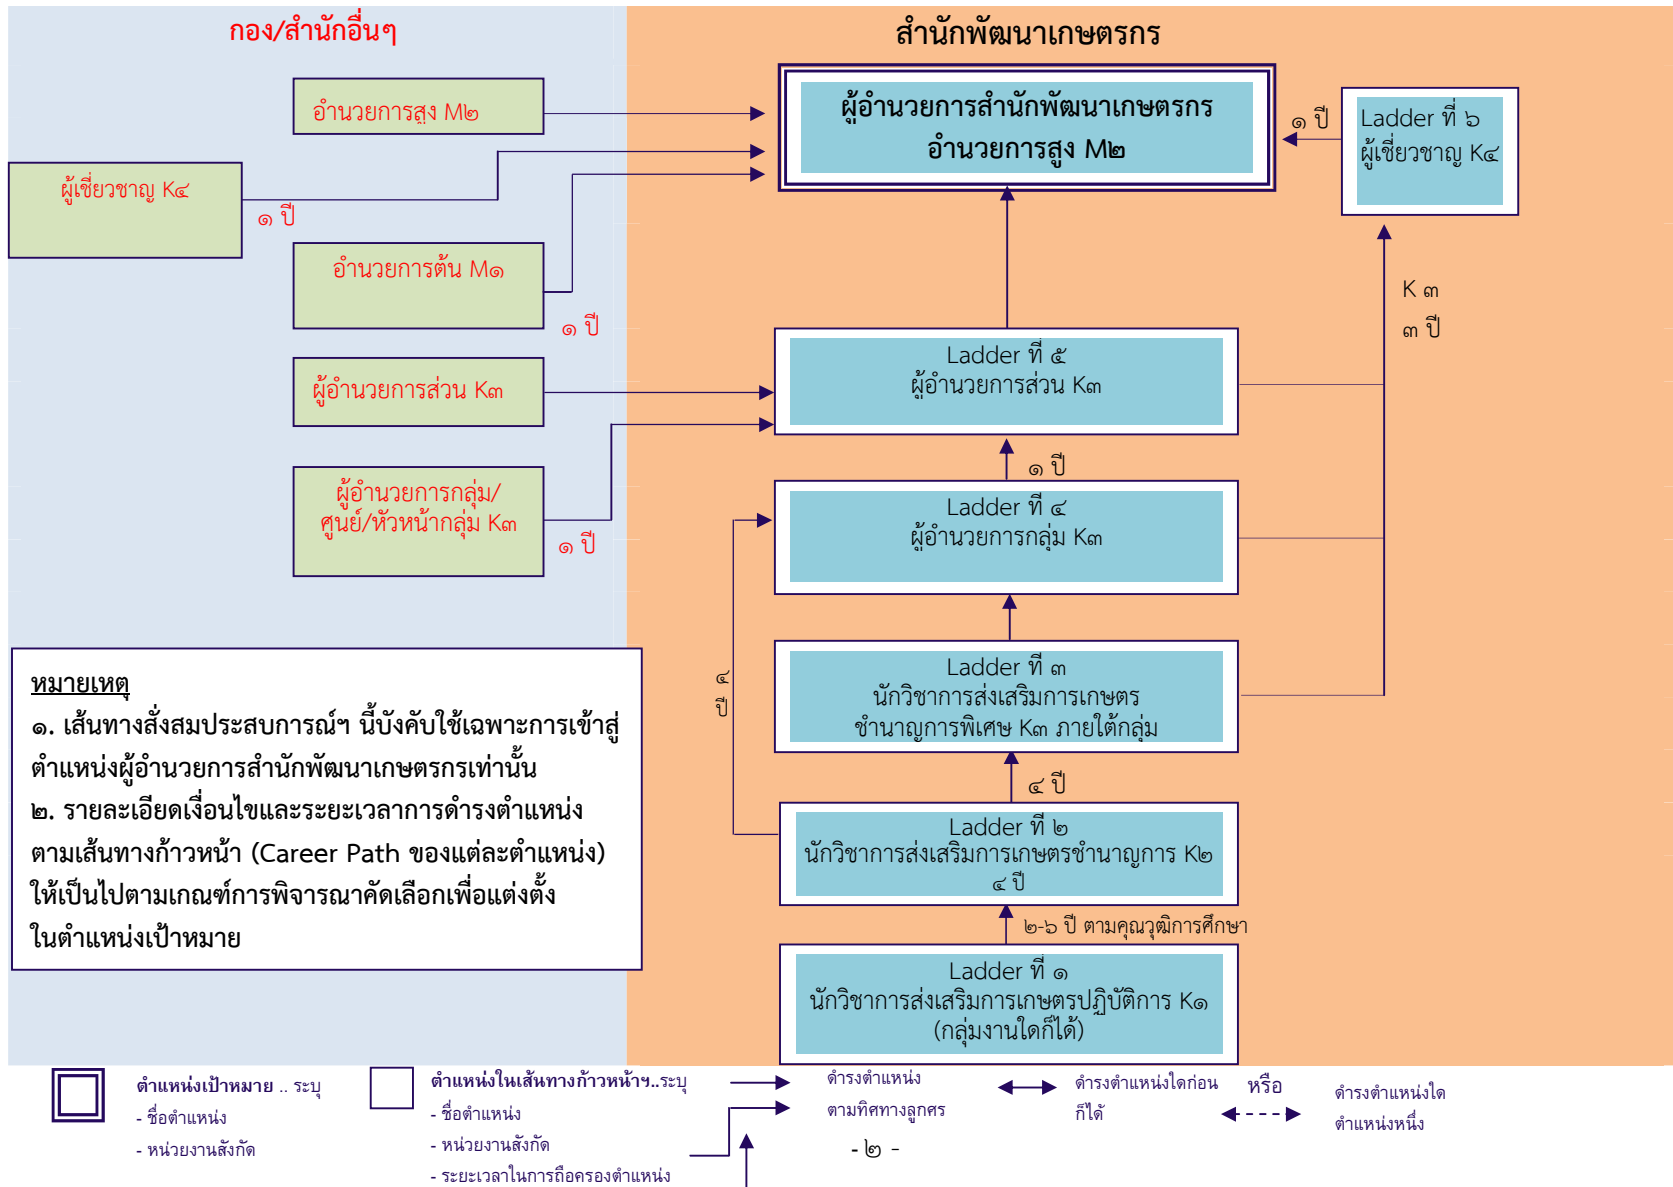 กอง/สำนักอื่นๆ
สำนักพัฒนาเกษตรกร
อำนวยการสูง M๒
ผู้เชี่ยวชาญ K๔
๑ ปี
อำนวยการต้น M๑
๑ ปี
ผู้อำนวยการส่วน K๓
ผู้อำนวยการกลุ่ม/
ศูนย์/หัวหน้ากลุ่ม K๓
๑ ปี
ผู้อำนวยการสำนักพัฒนาเกษตรกร
อำนวยการสูง M๒
๑ ปี
Ladder ที่ ๖
ผู้เชี่ยวชาญ K๔
K ๓
๓ ปี
Ladder ที่ ๕
ผู้อำนวยการส่วน K๓
๑ ปี
Ladder ที่ ๔
ผู้อำนวยการกลุ่ม K๓
๔ ปี
Ladder ที่ ๓
นักวิชาการส่งเสริมการเกษตร
ชำนาญการพิเศษ K๓ ภายใต้กลุ่ม
๔ ปี
Ladder ที่ ๒
นักวิชาการส่งเสริมการเกษตรชำนาญการ K๒
๔ ปี
๒-๖ ปี ตามคุณวุฒิการศึกษา
Ladder ที่ ๑
นักวิชาการส่งเสริมการเกษตรปฏิบัติการ K๑
(กลุ่มงานใดก็ได้)
หมายเหตุ
๑. เส้นทางสั่งสมประสบการณ์ฯ นี้บังคับใช้เฉพาะการเข้าสู่
ตำแหน่งผู้อำนวยการสำนักพัฒนาเกษตรกรเท่านั้น
๒. รายละเอียดเงื่อนไขและระยะเวลาการดำรงตำแหน่ง
ตามเส้นทางก้าวหน้า (Career Path ของแต่ละตำแหน่ง)
ให้เป็นไปตามเกณฑ์การพิจารณาคัดเลือกเพื่อแต่งตั้ง
ในตำแหน่งเป้าหมาย
ตำแหน่งเป้าหมาย .. ระบุ
- ชื่อตำแหน่ง
- หน่วยงานสังกัด
ตำแหน่งในเส้นทางก้าวหน้าฯ..ระบุ
- ชื่อตำแหน่ง
- หน่วยงานสังกัด
- ระยะเวลาในการถือครองตำแหน่ง
ดำรงตำแหน่ง
ตามทิศทางลูกศร
ดำรงตำแหน่งใดก่อน
ก็ได้
หรือ
ดำรงตำแหน่งใด
ตำแหน่งหนึ่ง
- ๒ -